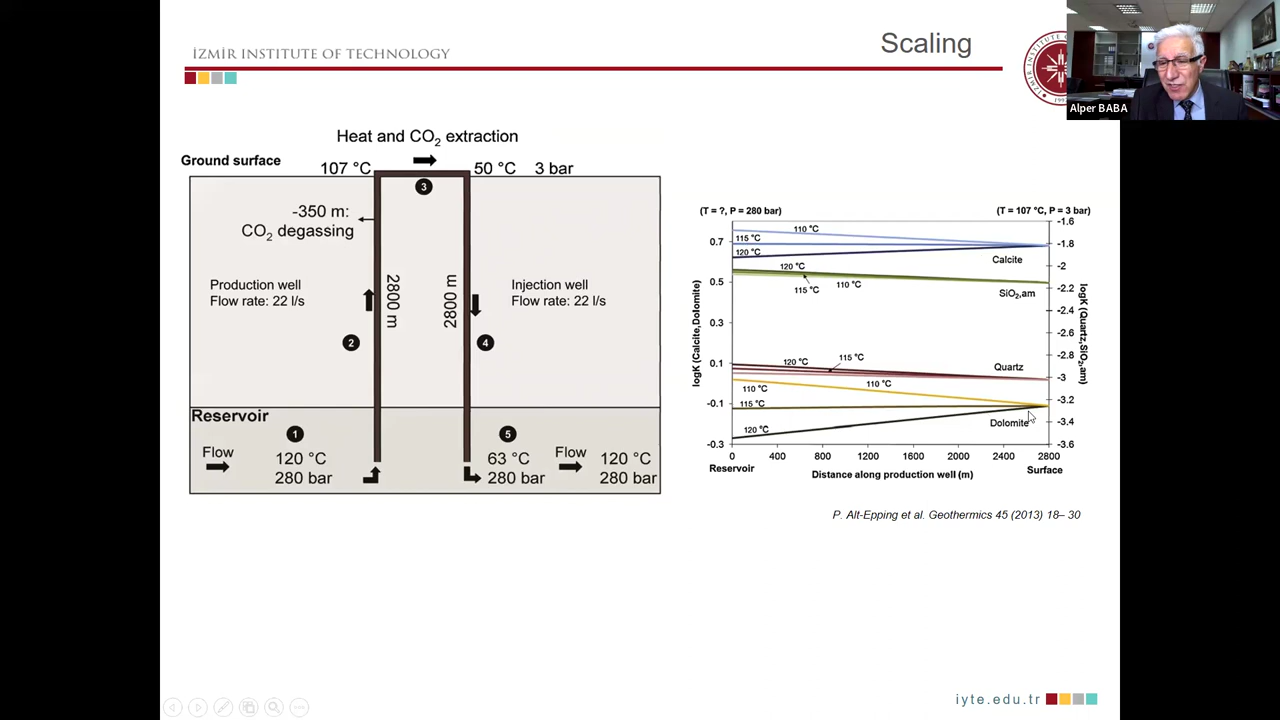 İZMİR INSTITUTE OF TECHNOLOGY
Scaling
Alper BABA
Heat and CO2 extraction
Ground surface
107 °C
50 °C 3 bar
3
-350 m:
CO2 degassing
Production well
Flow rate: 22 l/s
2800 m
2800 m
Injection well
Flow rate: 22 l/s
2
4
Reservoir
1
5
Flow
120 °C
280 bar
63 °C
280 bar
Flow
120 °C
280 bar
(T = ?, P = 280 bar)
(T = 107 °C, P = 3 bar)
logK (Calcite,Dolomite)
0.7
0.5
0.3
0.1
-0.1
-0.3
110 °C
115 °C
120 °C
Calcite
120 °C
115 °C
110 °C
SiO2,am
120 °C
115 °C
Quartz
110 °C
110 °C
115 °C
120 °C
Dolomite
-1.6
-1.8
-2
-2.2
-2.4
-2.6
-2.8
-3
-3.2
-3.4
-3.6
logK (Quartz,SiO2,am)
0 400 800 1200 1600 2000 2400 2800
Reservoir
Distance along production well (m)
Surface
P. Alt-Epping et al. Geothermics 45 (2013) 18– 30
iyte.edu.tr